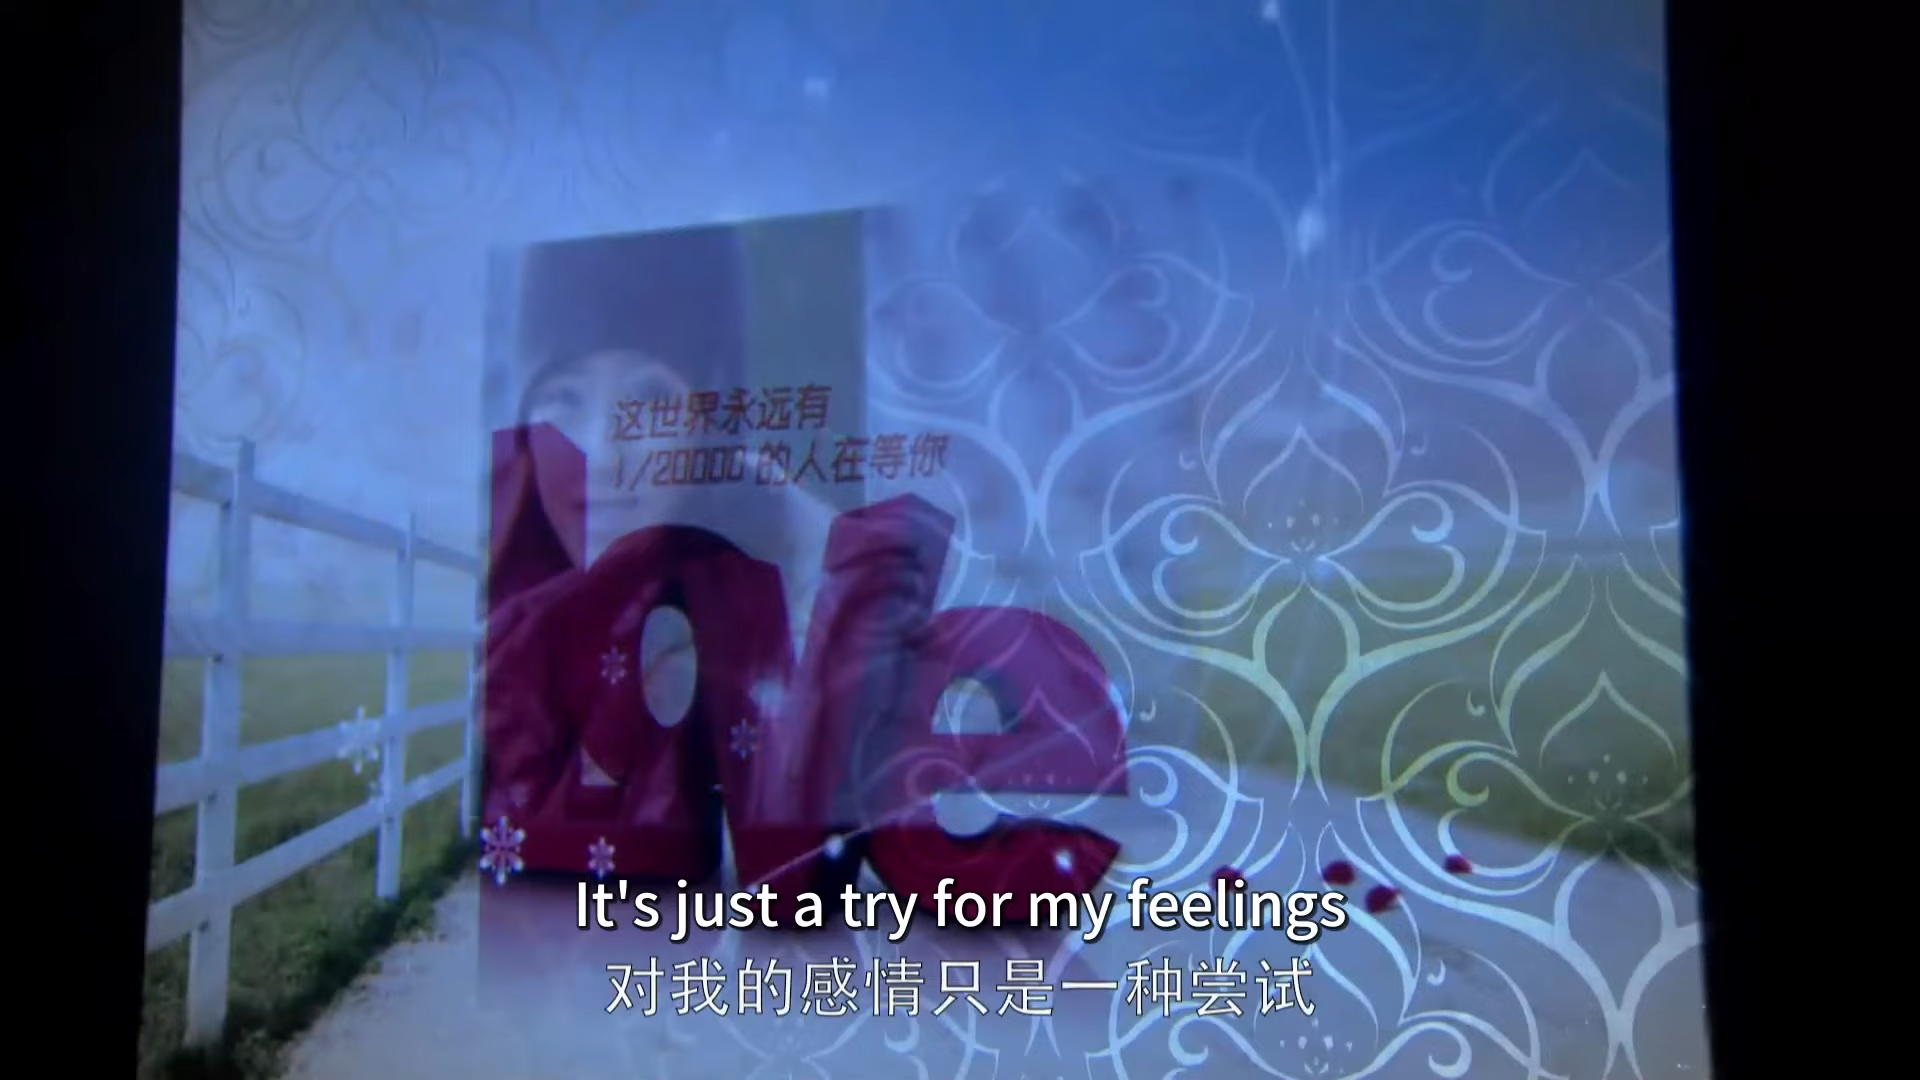 这世界永远有
1/20000 的人在等你
love
It's just a try for my feelings
对我的感情只是一种尝试